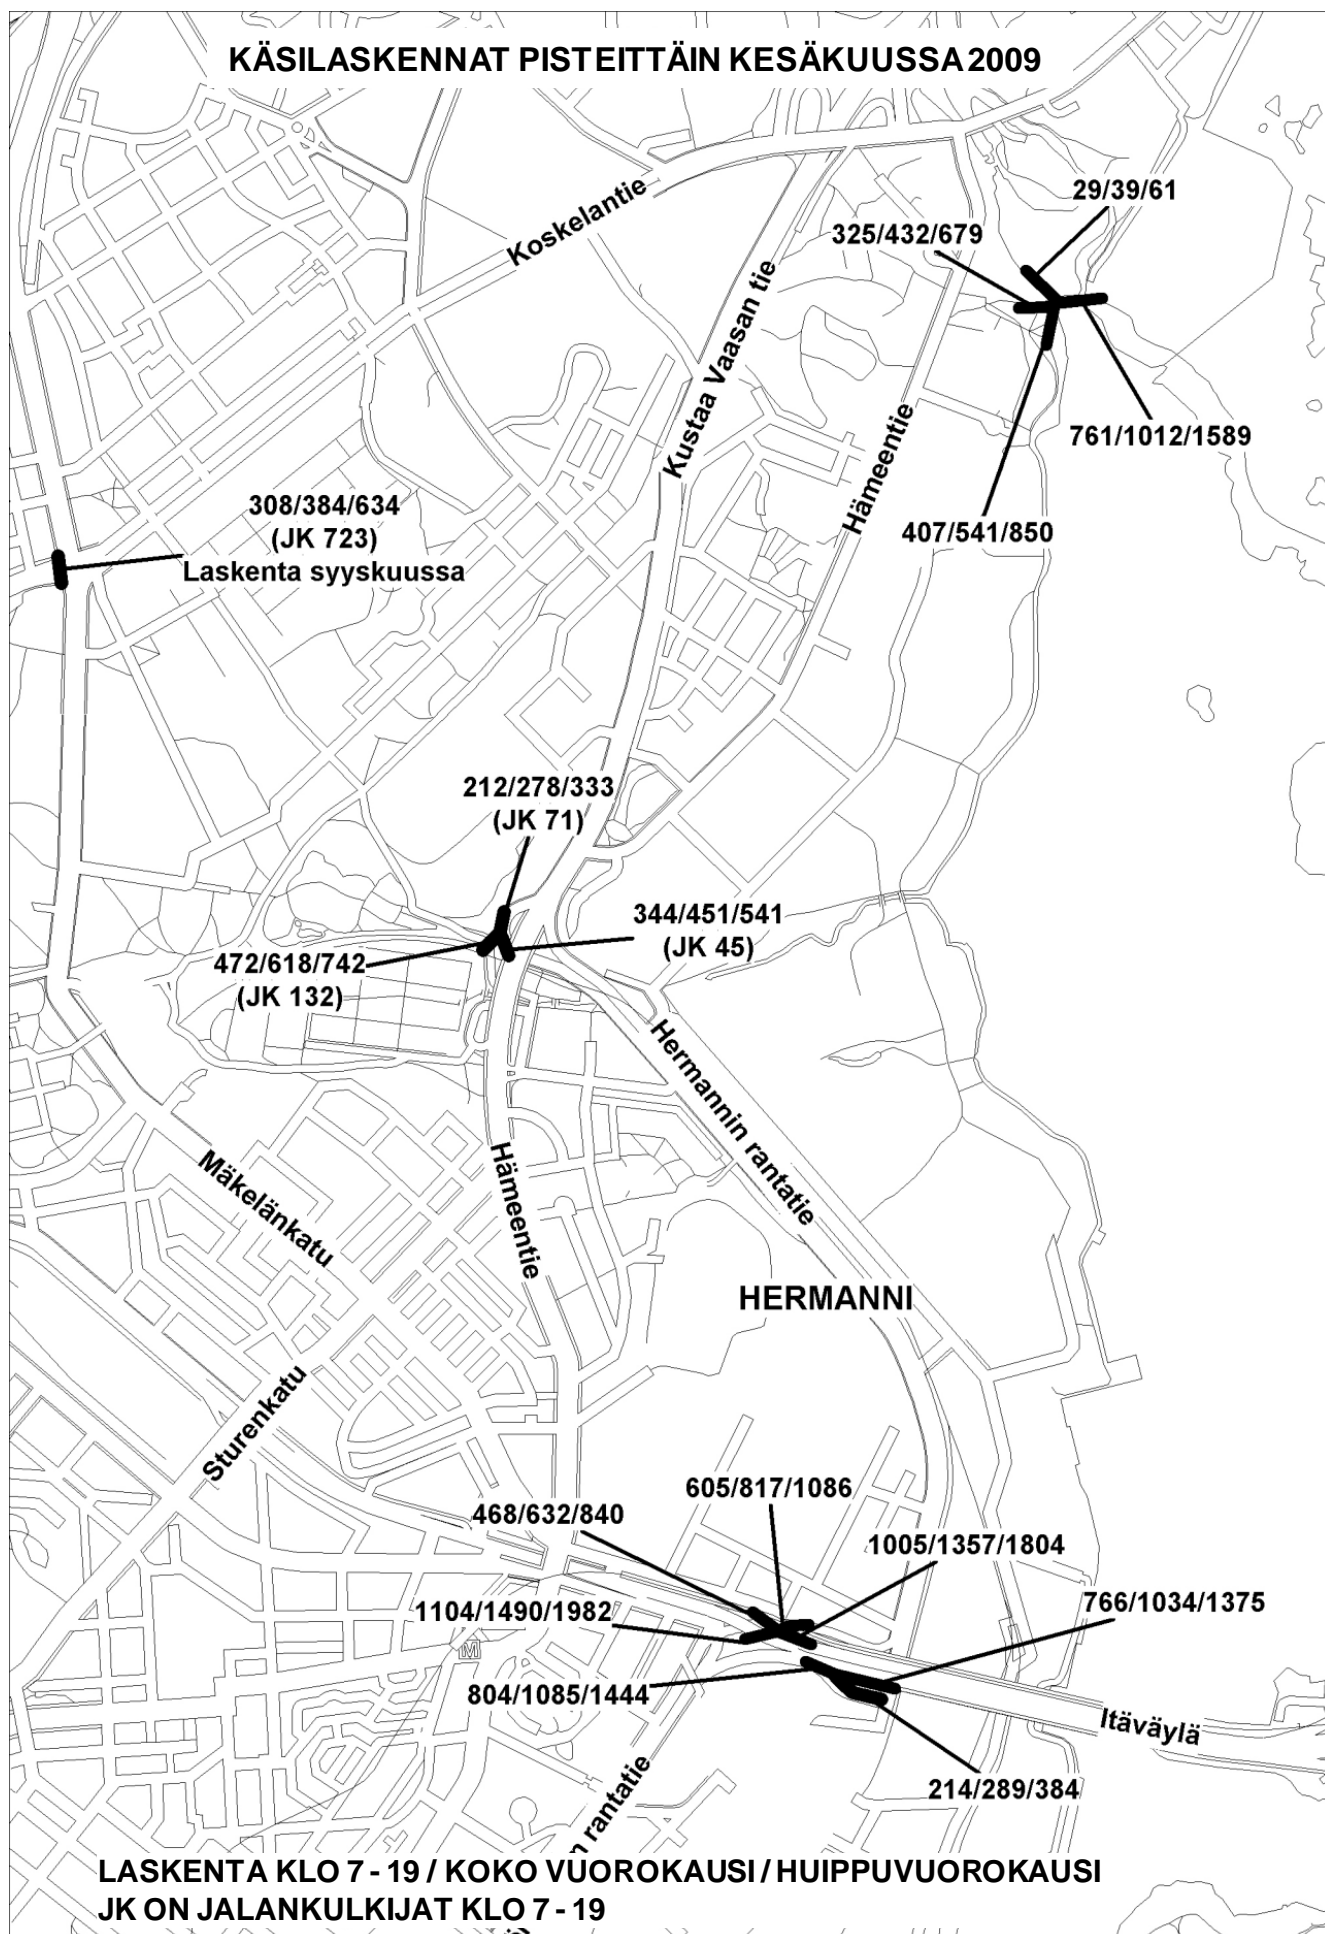 KÄSILASKENNAT PISTEITTÄIN KESÄKUUSSA 2009
29/39/61
Koskelantie
325/432/679
Kustaa Vaasan tie
Hämeentie
761/1012/1589
308/384/634
(JK 723)
Laskenta syyskuussa
407/541/850
212/278/333
(JK 71)
344/451/541
(JK 45)
472/618/742
(JK 132)
Hermannin rantatie
Mäkelänkatu
Hämeentie
HERMANNI
Sturenkatu
605/817/1086
468/632/840
1005/1357/1804
1104/1490/1982
766/1034/1375
M
804/1085/1444
Itäväylä
214/289/384
n rantatie
LASKENTA KLO 7 - 19 / KOKO VUOROKAUSI / HUIPPUVUOROKAUSI
JK ON JALANKULKIJAT KLO 7 - 19